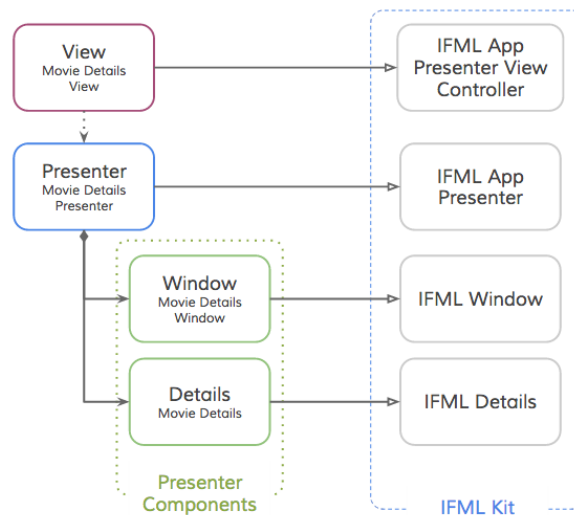 View
Movie Details
View
IFML App
Presenter View
Controller
Presenter
Movie Details
Presenter
IFML App
Presenter
Window
Movie Details
Window
IFML Window
Details
Movie Details
IFML Details
Presenter
Components
IFML Kit